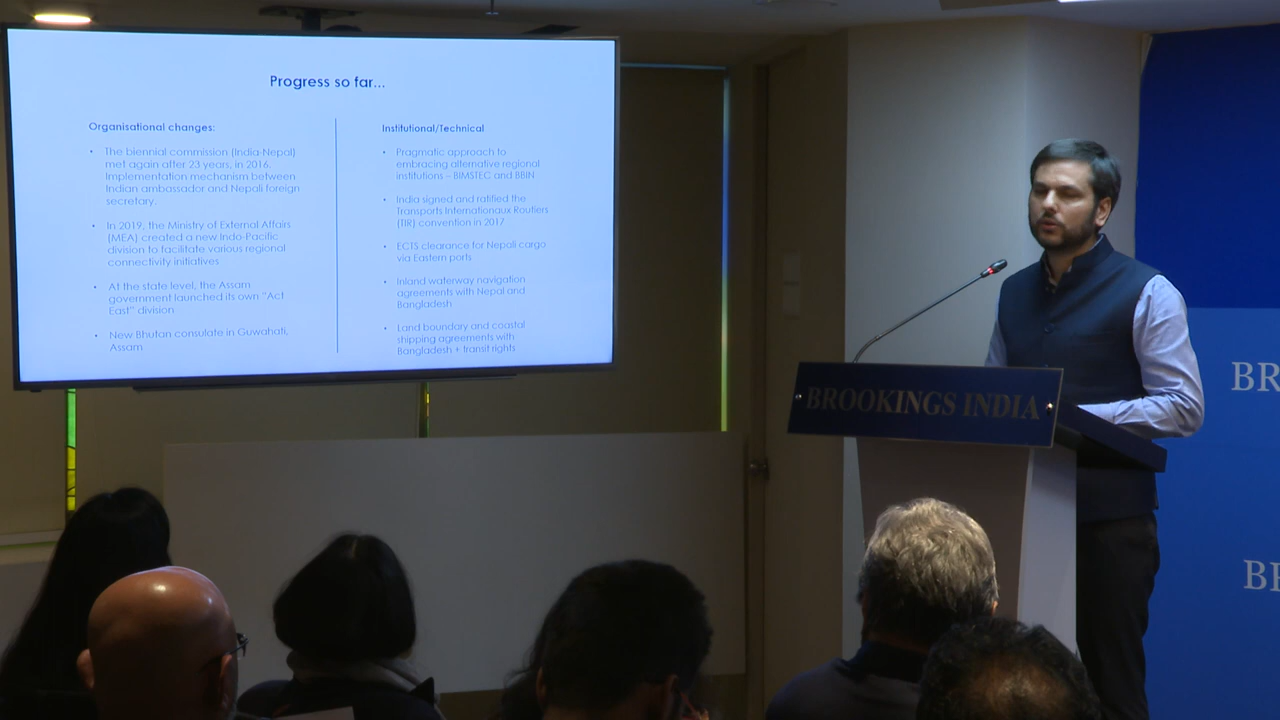 Progress so far...
Organisational changes:
• The biennial commission (India-Nepal)
met again after 23 years, in 2016.
Implementation mechanism between
Indian ambassador and Nepali foreign
secretary.
• In 2019, the Ministry of External Affairs
(MEA) created a new Indo-Pacific
division to facilitate various regional
connectivity initiatives
• At the state level, the Assam
government launched its own "Act
East" division
• New Bhutan consulate in Guwahati,
Assam
Institutional/Technical
• Pragmatic approach to
embracing alternative regional
institutions – BIMSTEC and BBIN
• India signed and ratified the
Transports Internationaux Routiers
(TIR) convention in 2017
• ECTS clearance for Nepali cargo
via Eastern ports
• Inland waterway navigation
agreements with Nepal and
Bangladesh
• Land boundary and coastal
shipping agreements with
Bangladesh + transit rights
BROOKINGS INDIA
BR
BR